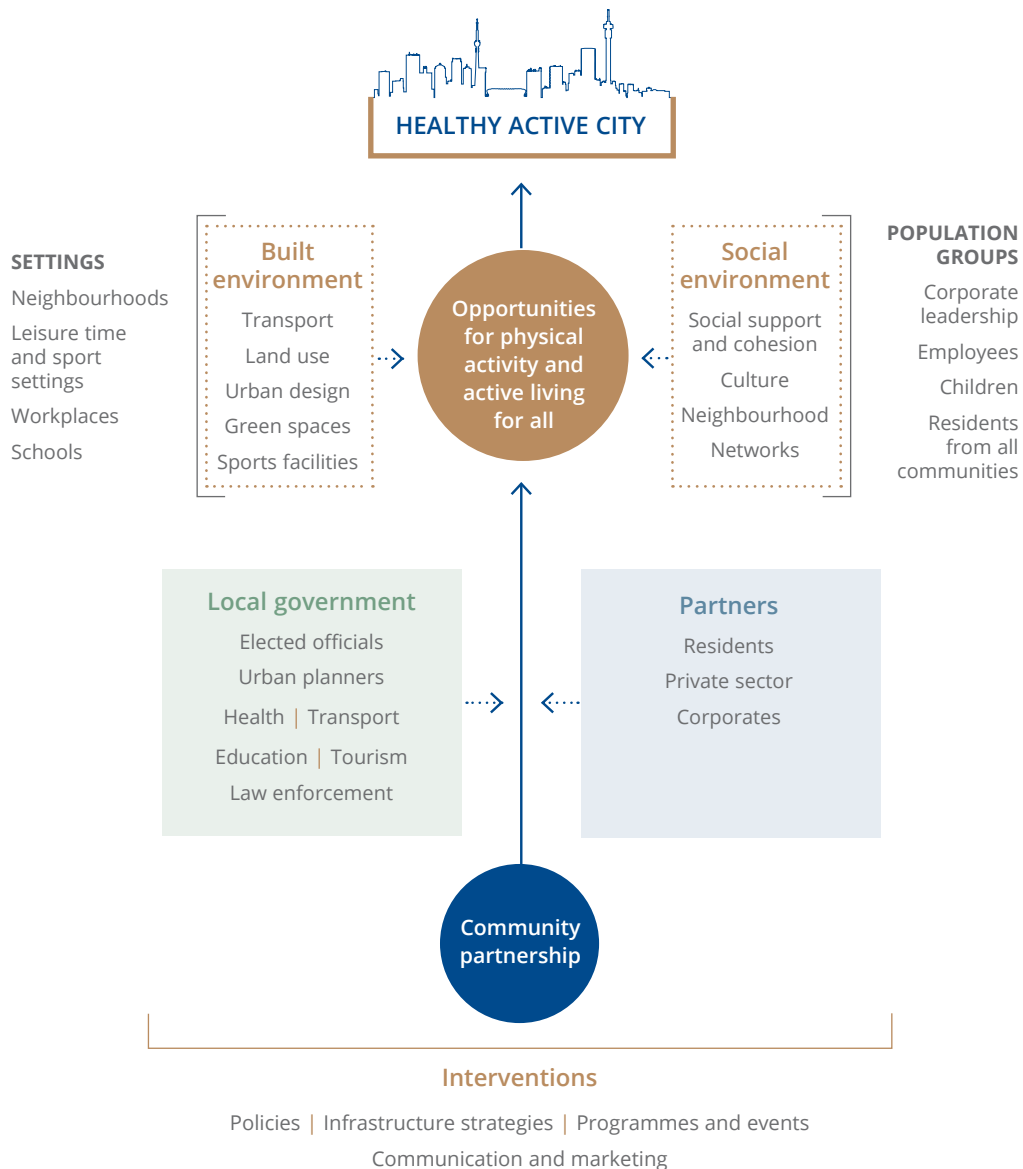 HEALTHY ACTIVE CITY
SETTINGS
Neighbourhoods
Leisure time
and sport
settings
Workplaces
Schools
Built
environment
Transport
Land use
Urban design
Green spaces
Sports facilities
Opportunities
for physical
activity and
active living
for all
Social
environment
Social support
and cohesion
Culture
Neighbourhood
Networks
POPULATION
GROUPS
Corporate
leadership
Employees
Children
Residents
from all
communities
Local government
Elected officials
Urban planners
Health | Transport
Education | Tourism
Law enforcement
Partners
Residents
Private sector
Corporates
Community
partnership
Interventions
Policies | Infrastructure strategies | Programmes and events
Communication and marketing